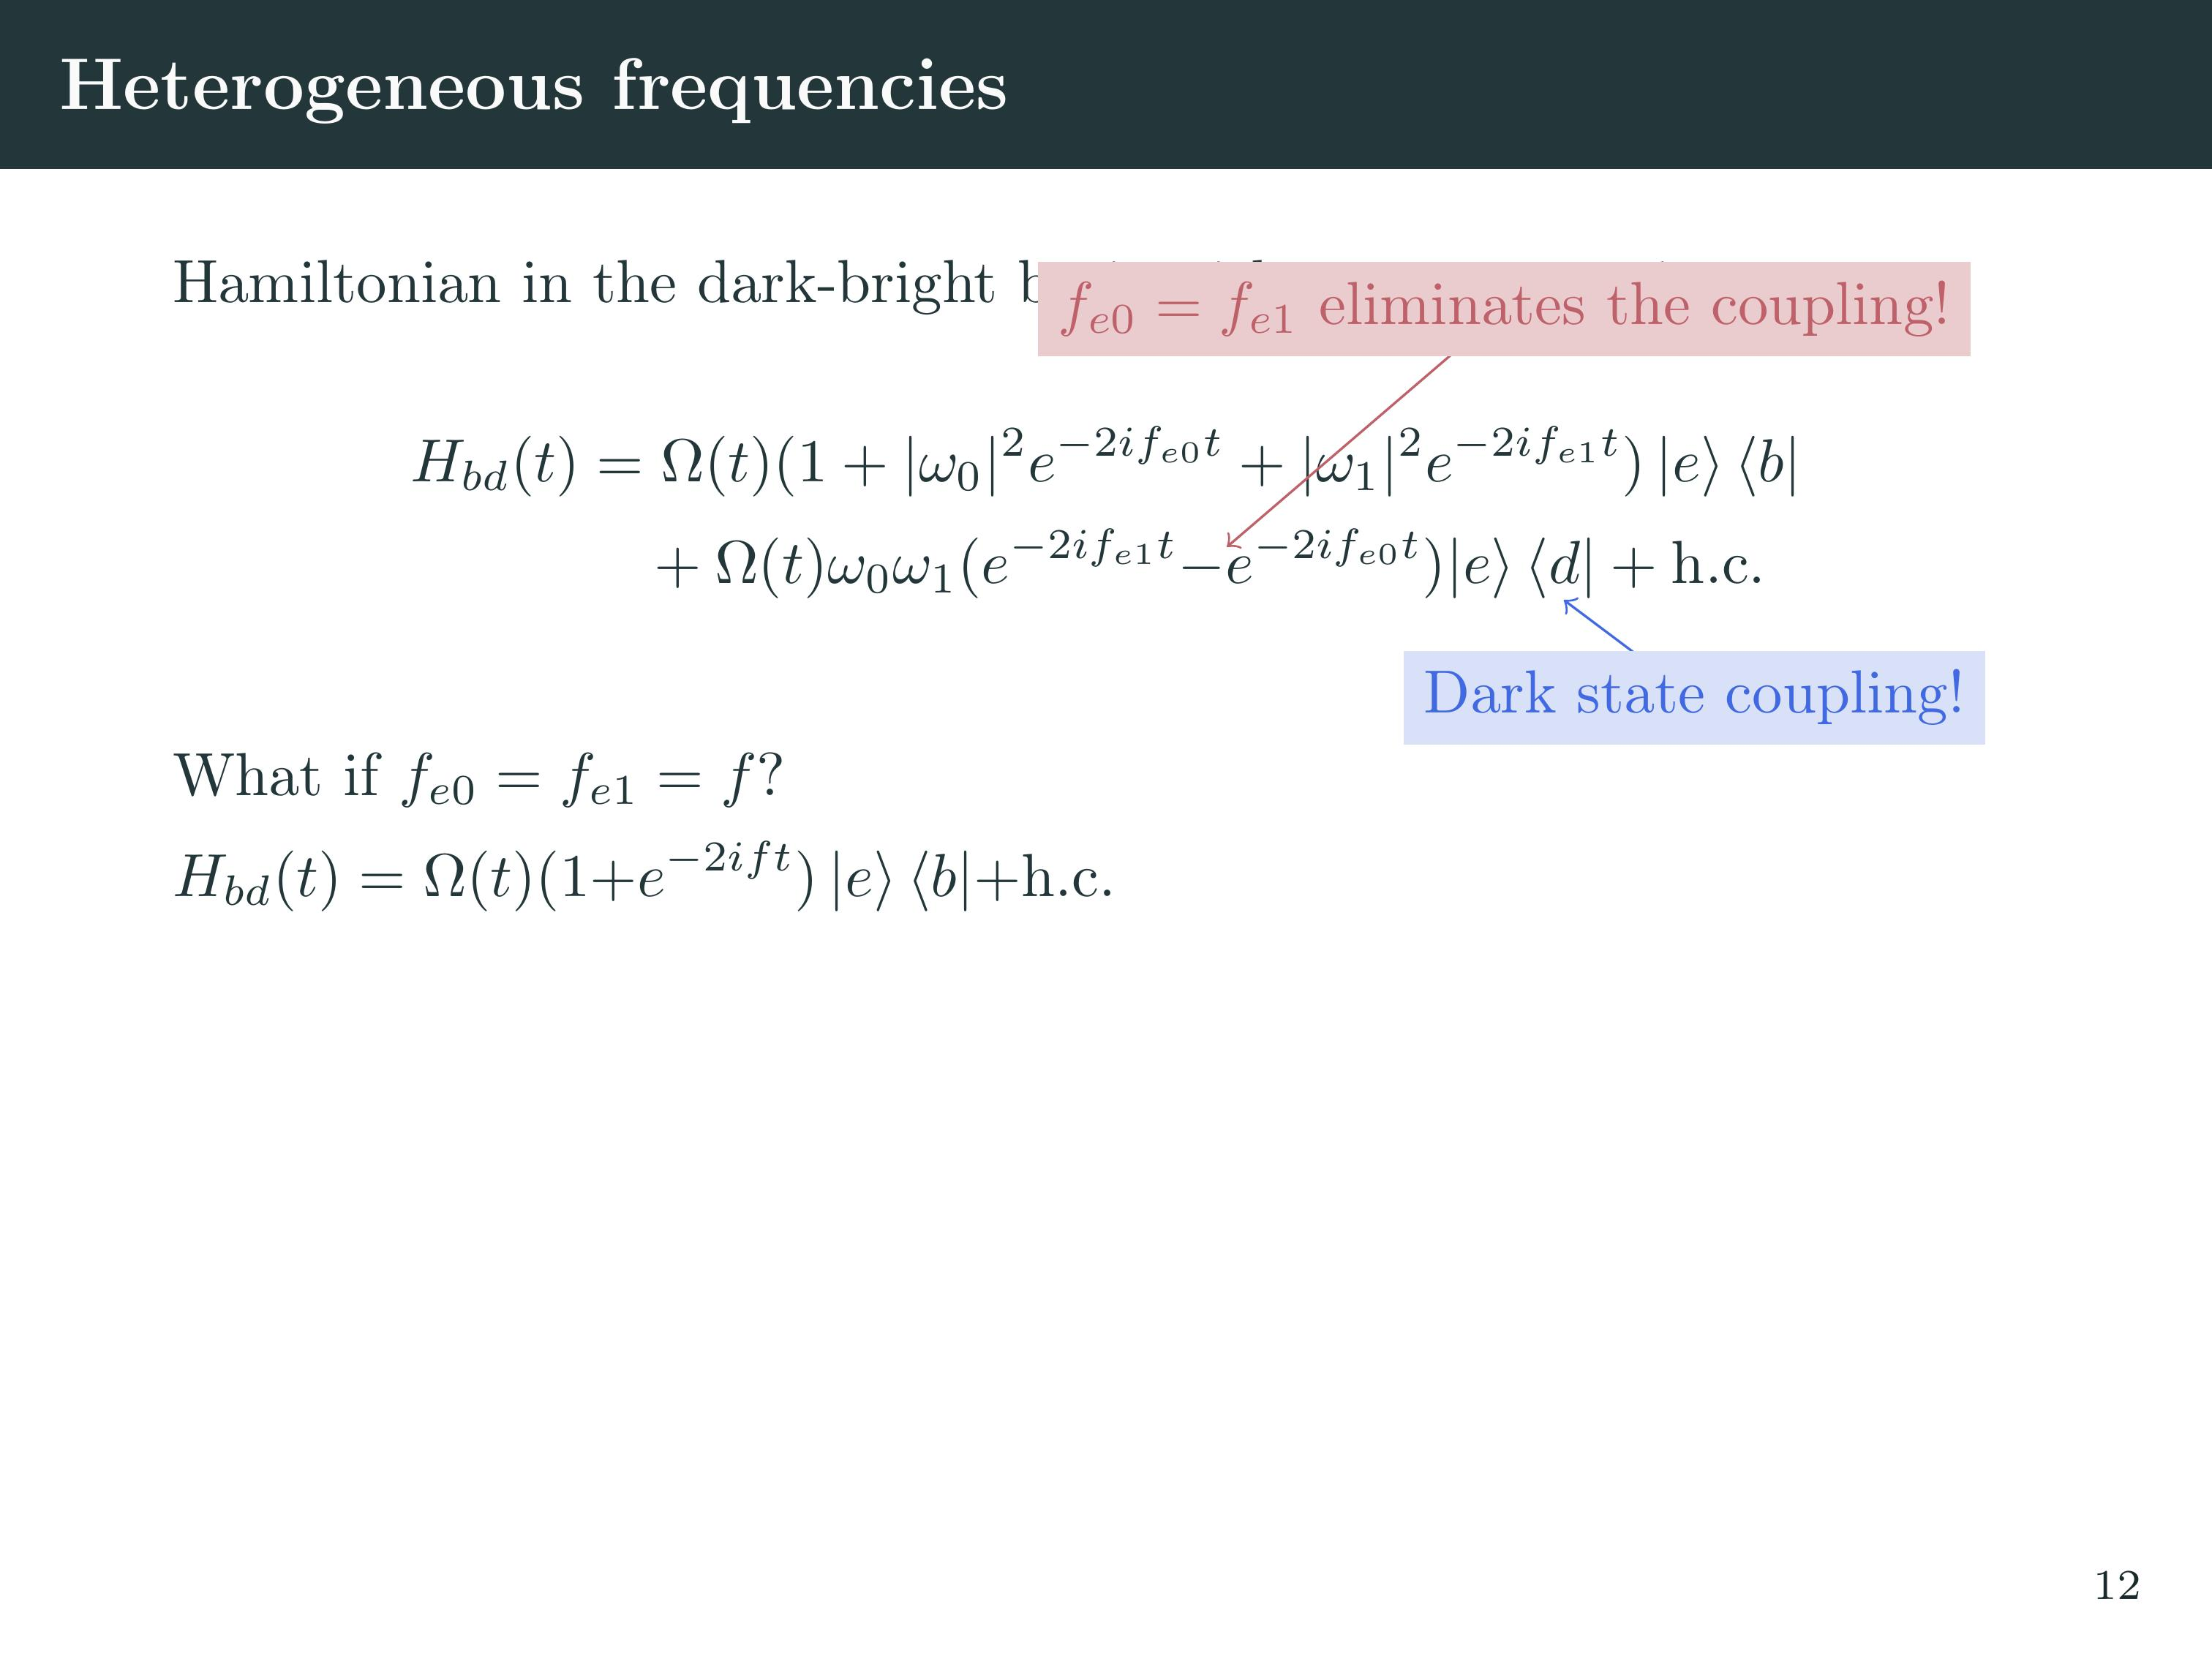 Heterogeneous frequencies
Hamiltonian in the dark-bright
f_{e0} = f_{e1} eliminates the coupling!
H_{bd}(t) = Ω(t)(1 + |ω_0|^2 e^{-2if_{e0}t} + |ω_1|^2 e^{-2if_{e1}t}) |e⟩ ⟨b|
+ Ω(t)ω_0ω_1(e^{-2if_{e1}t}−e^{-2if_{e0}t})|e⟩ ⟨d| + h.c.
Dark state coupling!
What if f_{e0} = f_{e1} = f?
H_{bd}(t) = Ω(t)(1+e^{-2ift}) |e⟩ ⟨b|+h.c.
12